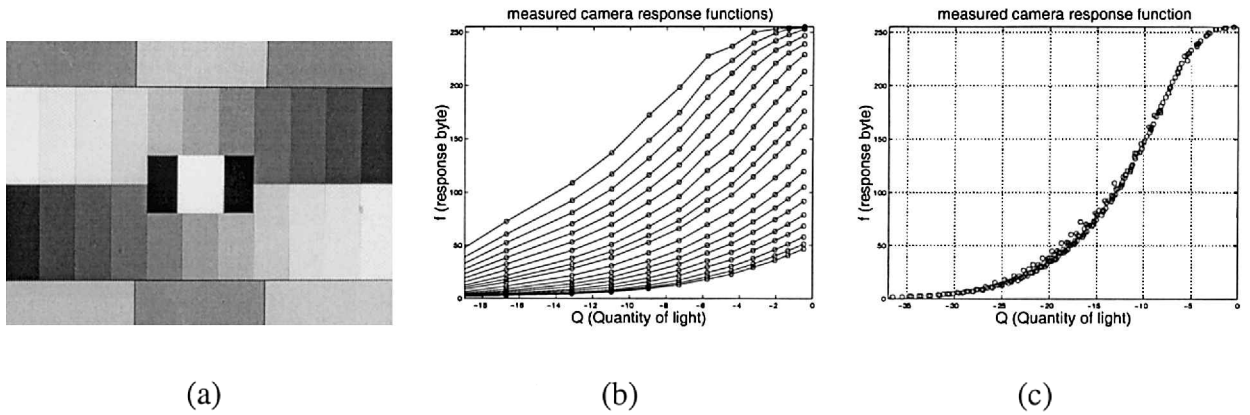 measured camera response functions)
f (response byte)
250
200
150
100
50
0
-18 -16 -14 -12 -10 -8 -6 -4 -2 0
Q (Quantity of light)
measured camera response function
f (response byte)
250
200
150
100
50
0
-35 -30 -25 -20 -15 -10 -5 0
Q (Quantity of light)
(a) (b) (c)